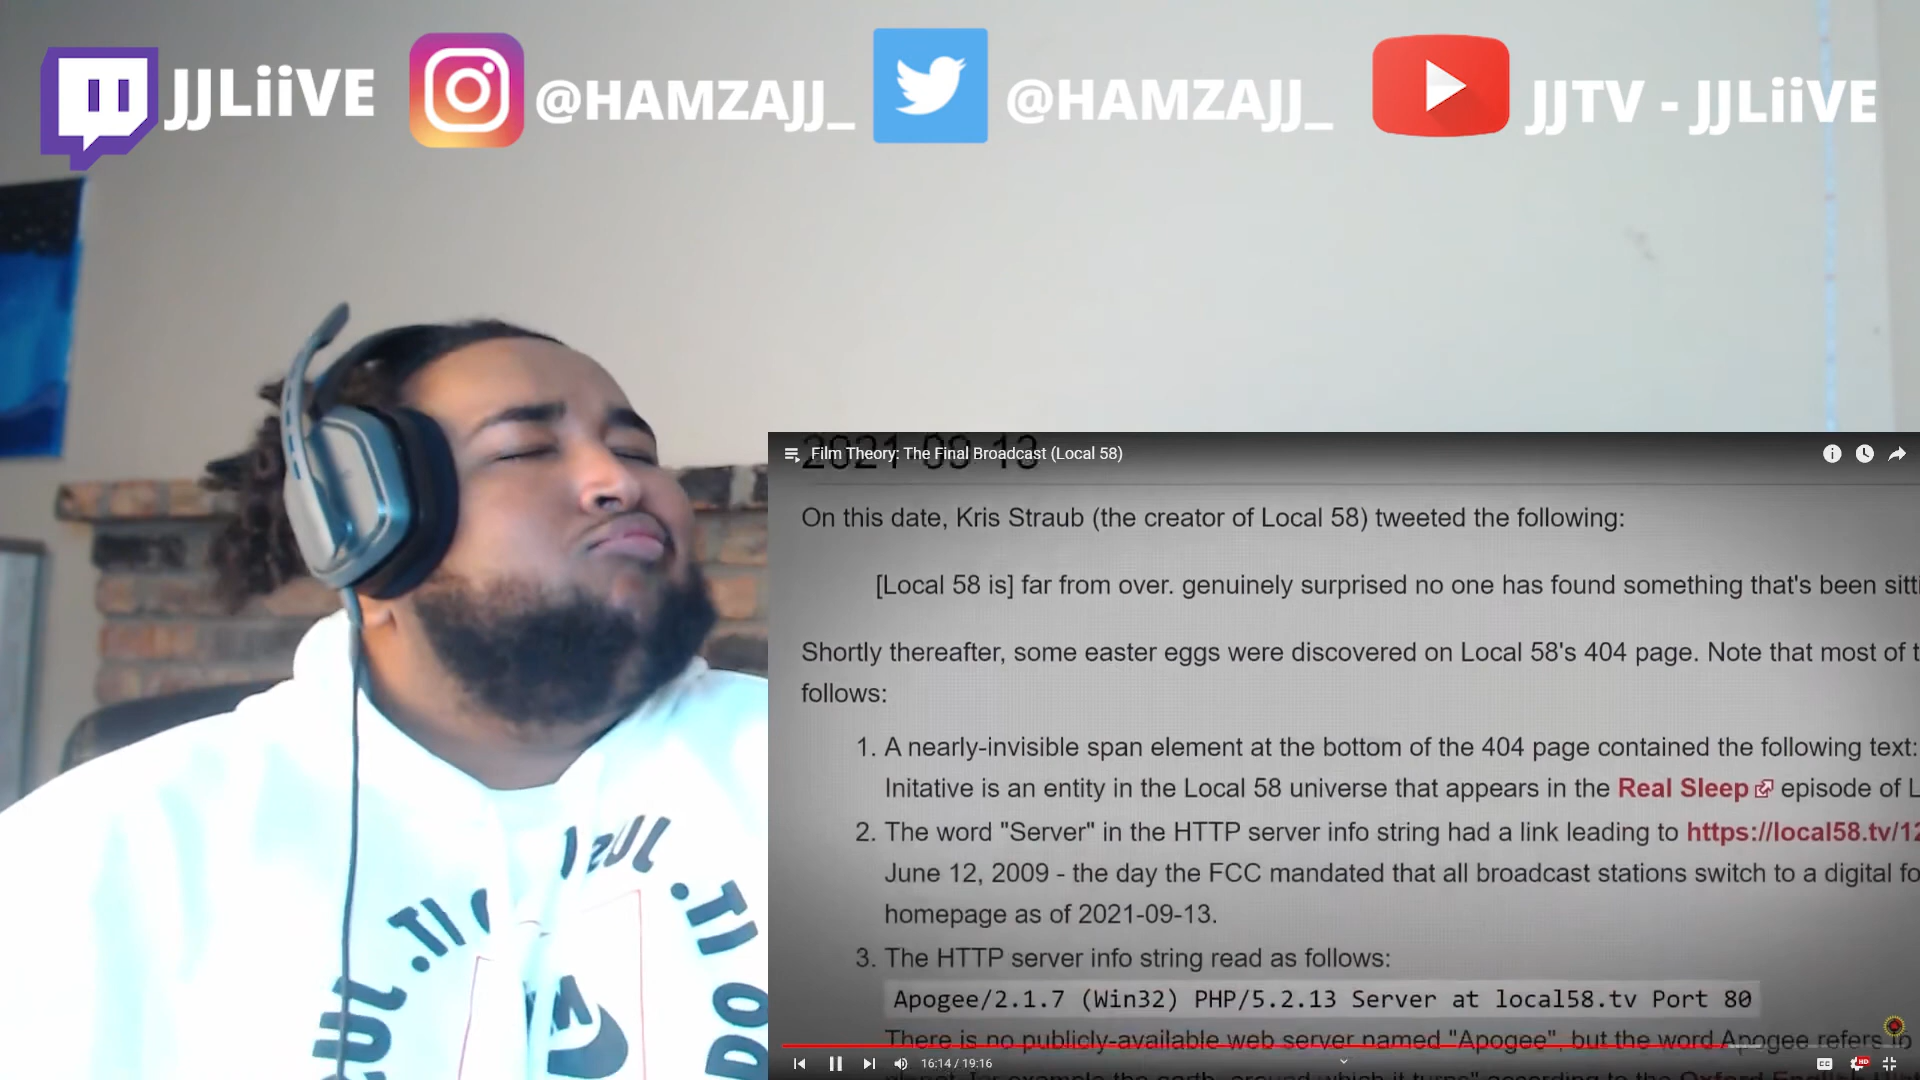 JJLiiVE
@HAMZAJJ_
@HAMZAJJ_
JJTV - JJLiiVE
2021-09-13
Film Theory: The Final Broadcast (Local 58)
On this date, Kris Straub (the creator of Local 58) tweeted the following:
[Local 58 is] far from over. genuinely surprised no one has found something that's been sitti
Shortly thereafter, some easter eggs were discovered on Local 58's 404 page. Note that most of t
follows:
1. A nearly-invisible span element at the bottom of the 404 page contained the following text:
Initative is an entity in the Local 58 universe that appears in the Real Sleep episode of L
2. The word "Server" in the HTTP server info string had a link leading to https://local58.tv/12
June 12, 2009 - the day the FCC mandated that all broadcast stations switch to a digital fo
homepage as of 2021-09-13.
3. The HTTP server info string read as follows:
Apogee/2.1.7 (Win32) PHP/5.2.13 Server at local58.tv Port 80
There is no publicly-available web server named "Apogee", but the word Apogee refers to
16:14 / 19:16
CC
HD
JUST
DO
IT.